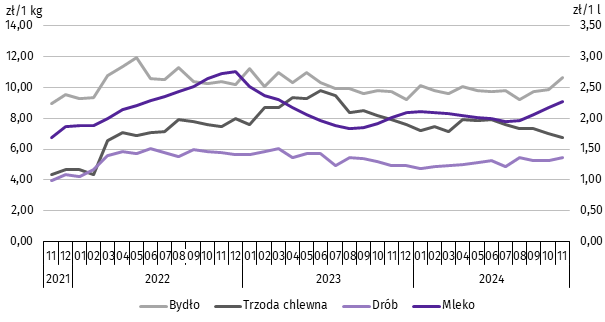 zł/1 kg zł/1 l
14,00 3,50
12,00 3,00
10,00 2,50
8,00 2,00
6,00 1,50
4,00 1,00
2,00 0,50
0,00 0,00
11 12 01 02 03 04 05 06 07 08 09 10 11 12 01 02 03 04 05 06 07 08 09 10 11 12 01 02 03 04 05 06 07 08 09 10 11
2021 2022 2023 2024
Bydło Trzoda chlewna Drób Mleko